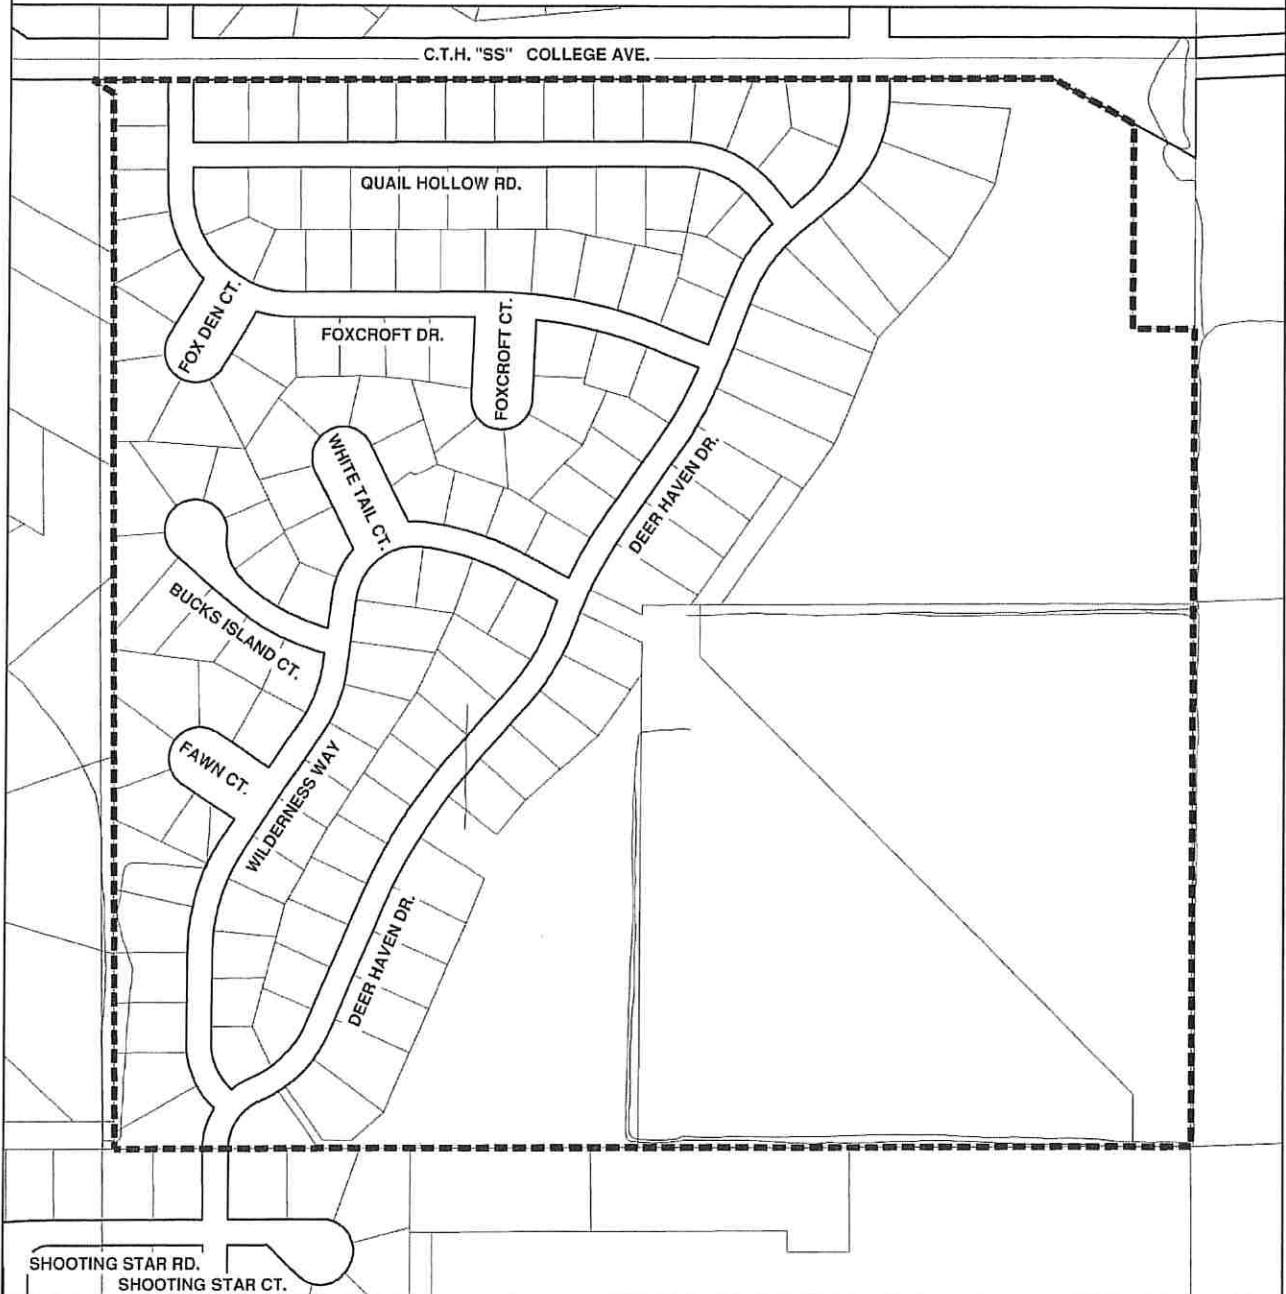 C.T.H. "SS" COLLEGE AVE.
QUAIL HOLLOW RD.
FOX DEN CT.
FOXCROFT DR.
FOXCROFT CT.
WHITE TAIL CT.
DEER HAVEN DR.
BUCKS ISLAND CT.
FAWN CT.
WILDERNESS WAY
DEER HAVEN DR.
SHOOTING STAR RD.
SHOOTING STAR CT.